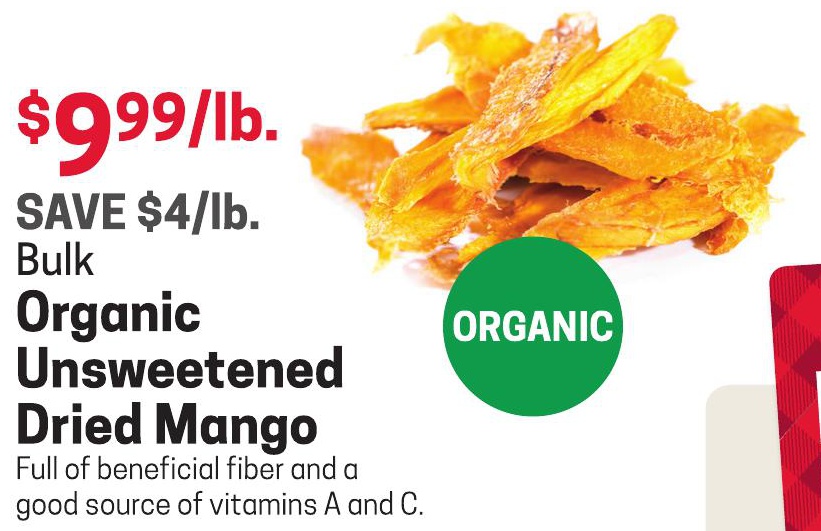 $9.99/lb.
SAVE $4/lb.
Bulk
Organic
Unsweetened
Dried Mango
Full of beneficial fiber and a
good source of vitamins A and C.
ORGANIC